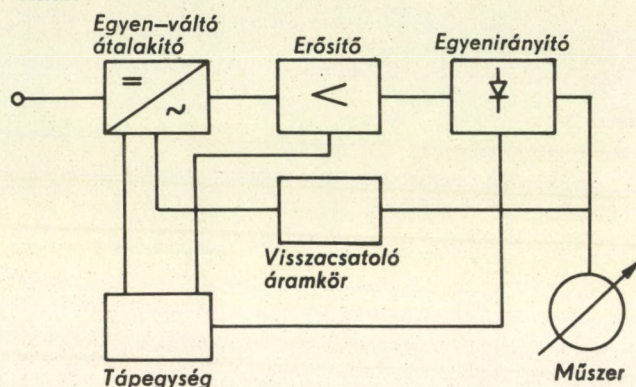 Egyen–váltó
átalakító
Erősítő
Egyenirányító
=
~
<
Visszacsatoló
áramkör
Tápegység
Műszer